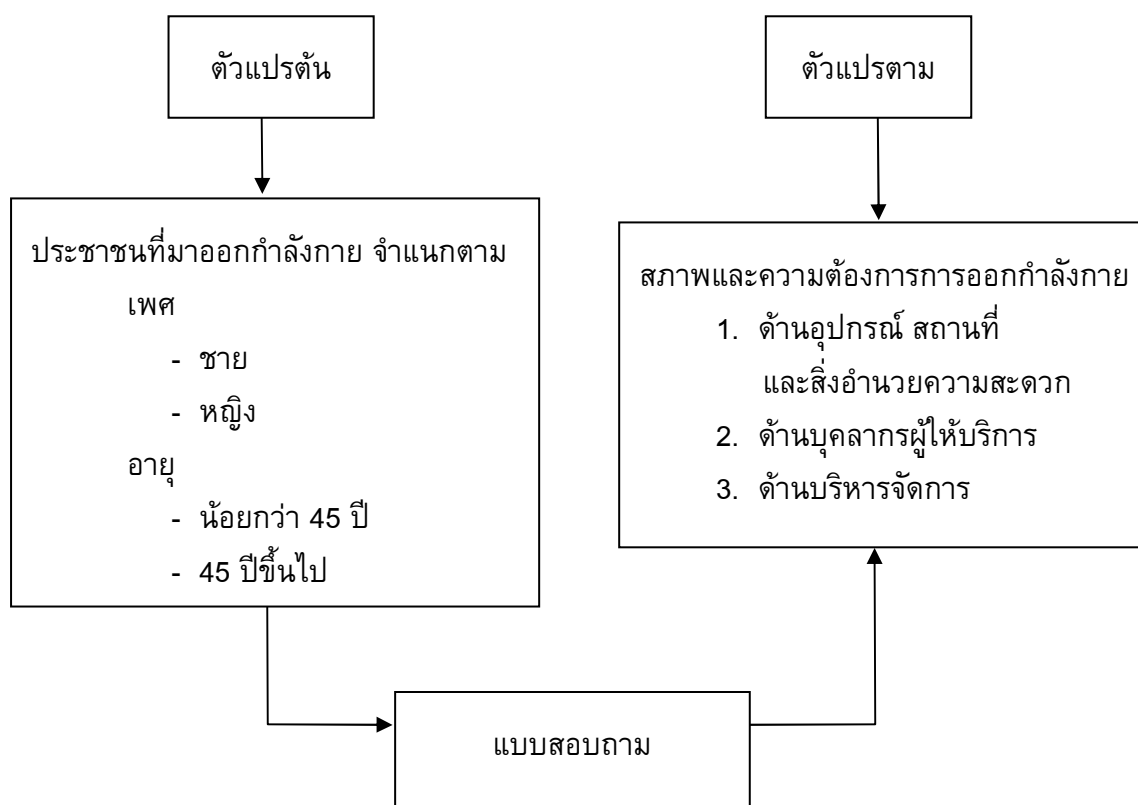 ตัวแปรต้น
ตัวแปรตาม
ประชาชนที่มาออกกำลังกาย จำแนกตาม
เพศ
- ชาย
- หญิง
อายุ
- น้อยกว่า 45 ปี
- 45 ปีขึ้นไป
สภาพและความต้องการการออกกำลังกาย
1. ด้านอุปกรณ์ สถานที่
และสิ่งอำนวยความสะดวก
2. ด้านบุคลากรผู้ให้บริการ
3. ด้านบริหารจัดการ
แบบสอบถาม